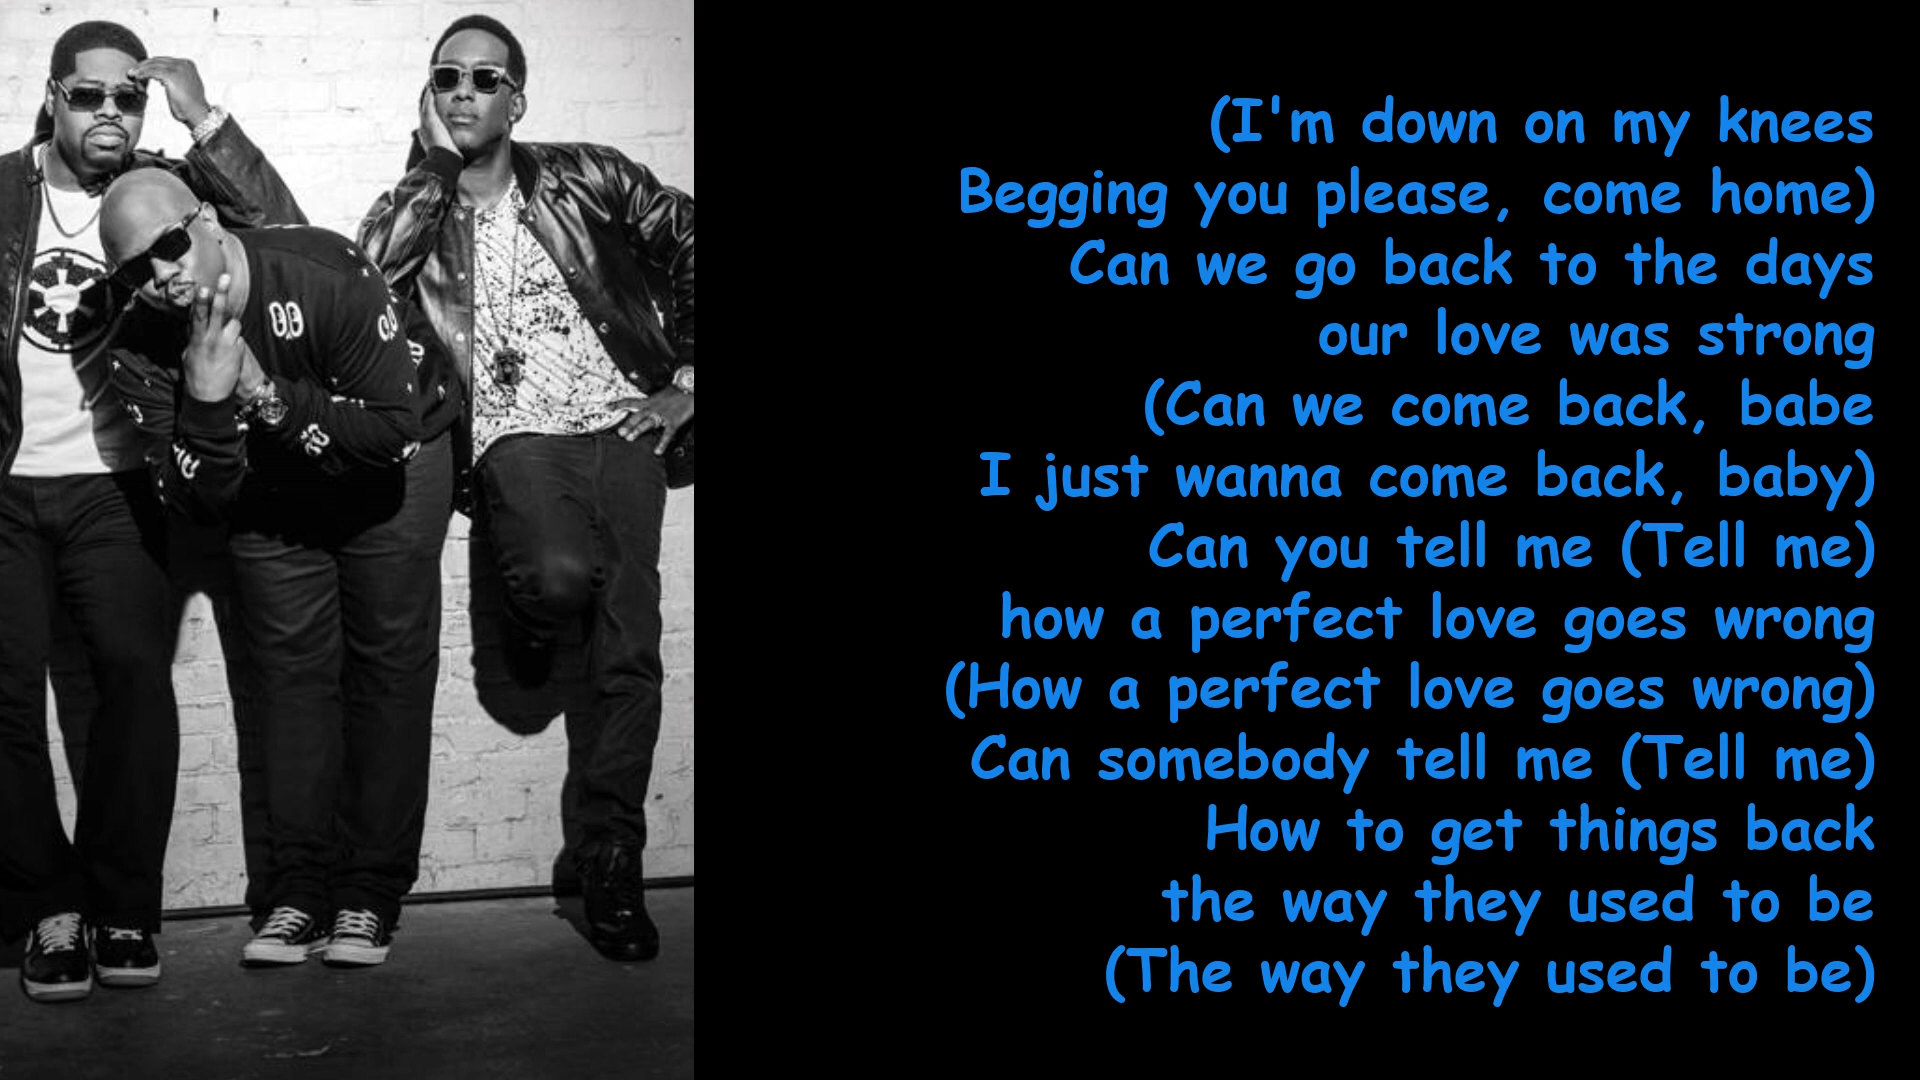 (I'm down on my knees
Begging you please, come home)
Can we go back to the days
our love was strong
(Can we come back, babe
I just wanna come back, baby)
Can you tell me (Tell me)
how a perfect love goes wrong
(How a perfect love goes wrong)
Can somebody tell me (Tell me)
How to get things back
the way they used to be
(The way they used to be)